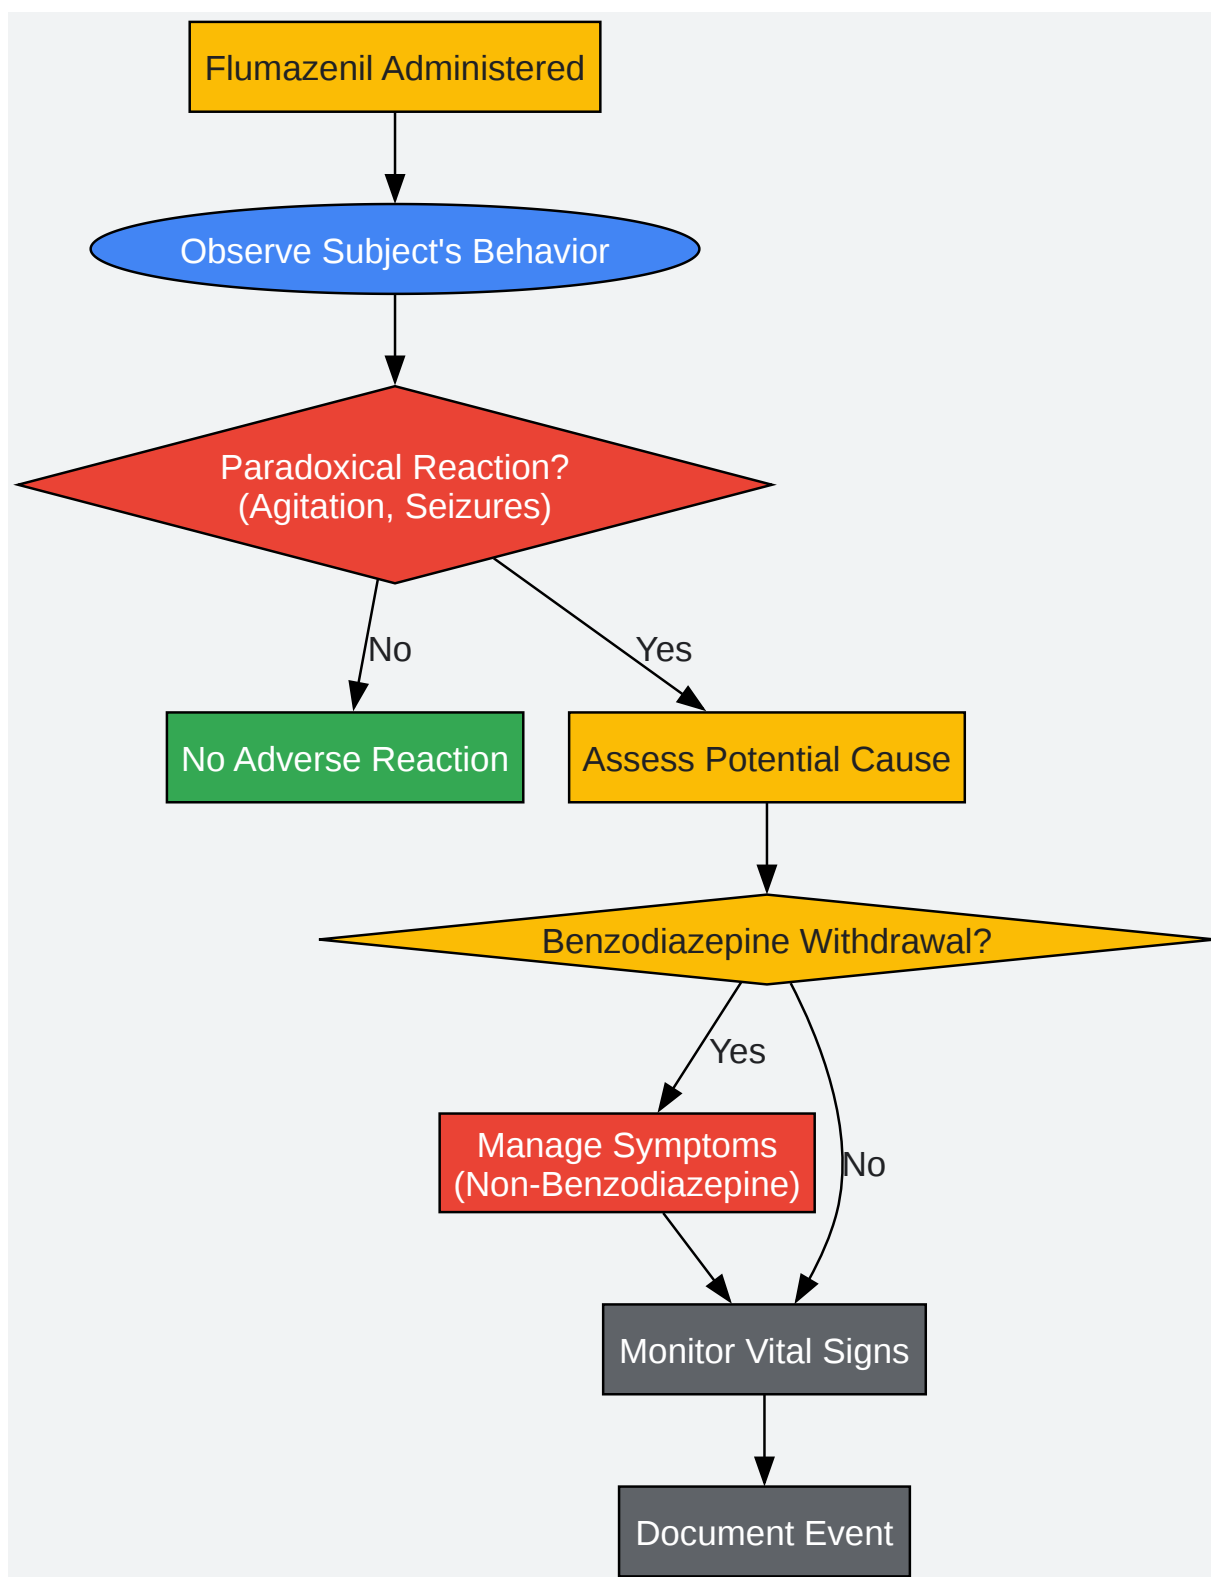 Flumazenil Administered
Observe Subject's Behavior
Paradoxical Reaction?
(Agitation, Seizures)
No
Yes
No Adverse Reaction
Assess Potential Cause
Benzodiazepine Withdrawal?
Yes
Manage Symptoms
(Non-Benzodiazepine)
No
Monitor Vital Signs
Document Event